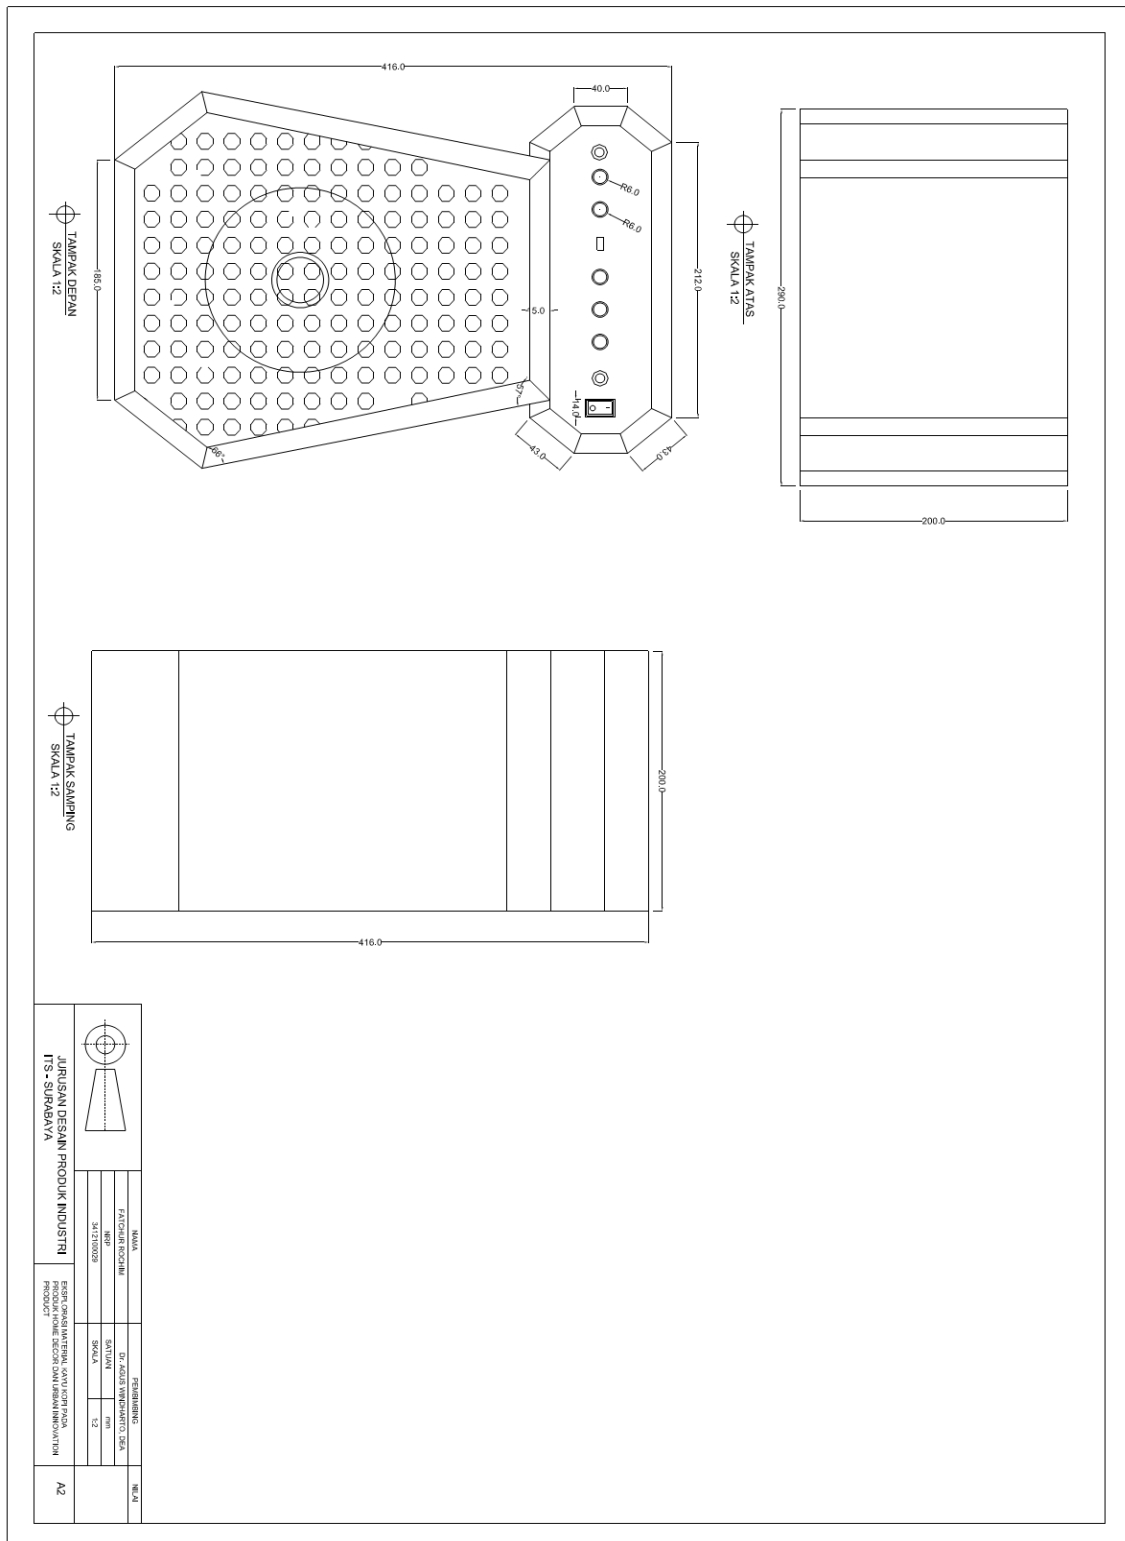 416.0
40.0
R6.0
R6.0
212.0
185.0
15.0
57°
14.0
43.0
43.0
66°
TAMPAK DEPAN
SKALA 1:2
290.0
200.0
TAMPAK ATAS
SKALA 1:2
200.0
416.0
TAMPAK SAMPING
SKALA 1:2
NAMA
PEMBIMBING
NILAI
FATCHUR ROCHIM
Dr. AGUS WINDHARTO, DEA
NRP
SATUAN
mm
3412100029
SKALA
1:2
JURUSAN DESAIN PRODUK INDUSTRI
ITS - SURABAYA
EKSPLORASI MATERIAL KAYU KOPI PADA
PRODUK HOME DECOR DAN URBAN INNOVATION
PRODUCT
A2